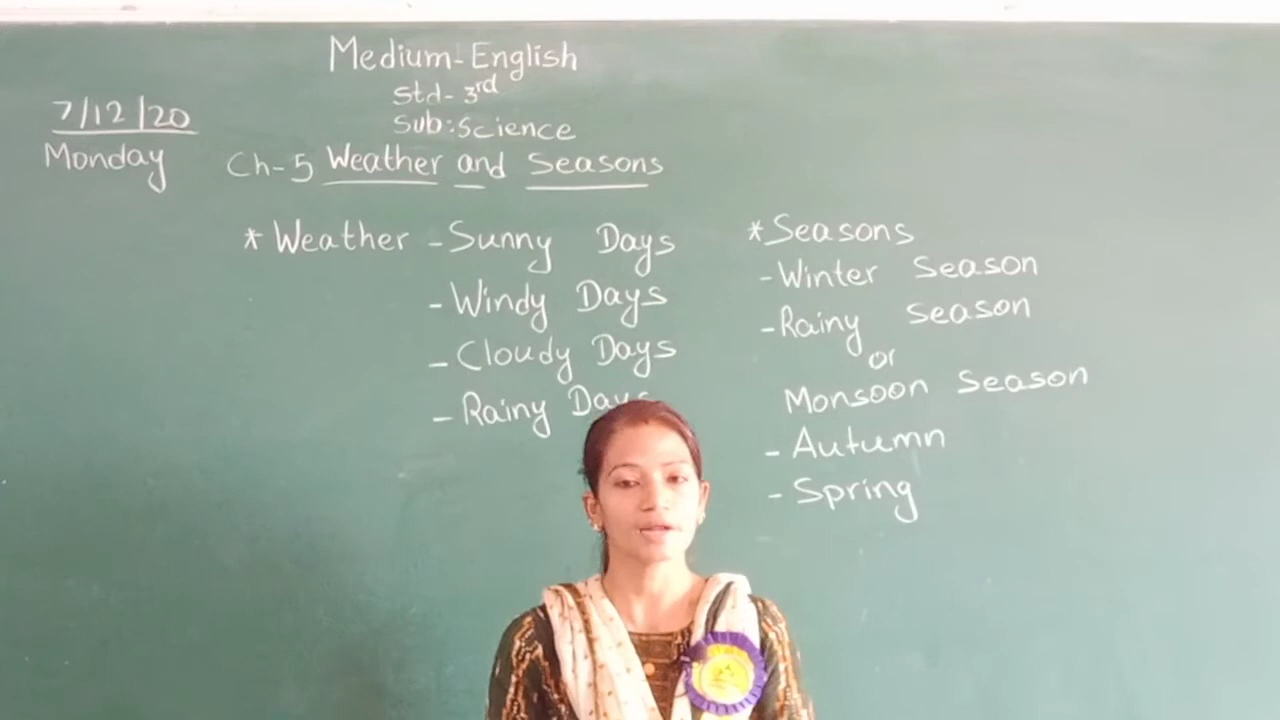 Medium-English
Std- 3rd
Sub:Science
7/12/20
Monday
Ch-5 Weather and Seasons
* Weather - Sunny Days
- Windy Days
- Cloudy Days
- Rainy Days
*Seasons
-Winter Season
-Rainy Season
or
Monsoon Season
- Autumn
- Spring